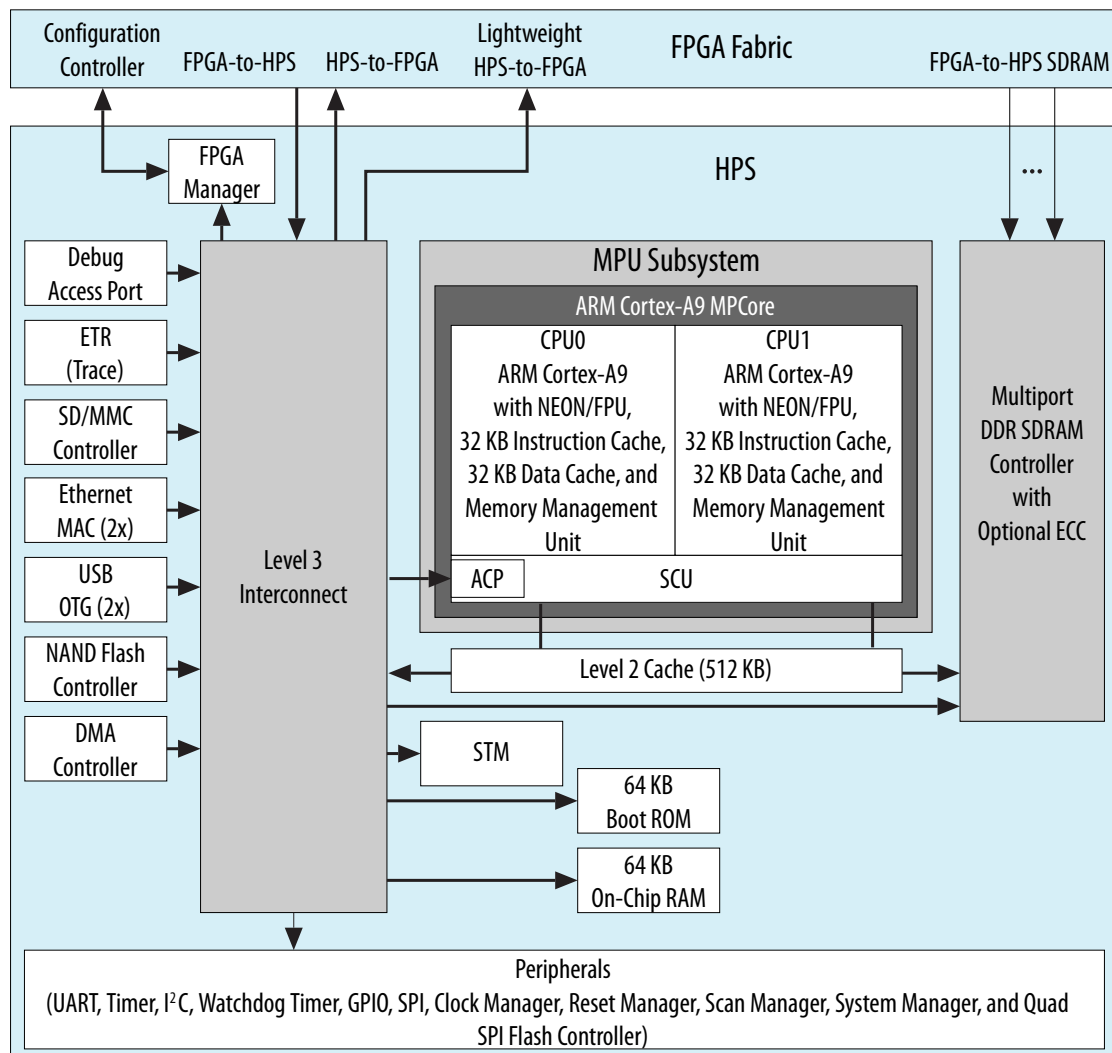 Configuration
Controller
FPGA-to-HPS
HPS-to-FPGA
Lightweight
HPS-to-FPGA
FPGA Fabric
FPGA-to-HPS SDRAM
FPGA
Manager
HPS
...
Debug
Access Port
ETR
(Trace)
SD/MMC
Controller
Ethernet
MAC (2x)
USB
OTG (2x)
NAND Flash
Controller
DMA
Controller
Level 3
Interconnect
MPU Subsystem
ARM Cortex-A9 MPCore
CPU0
ARM Cortex-A9
with NEON/FPU,
32 KB Instruction Cache,
32 KB Data Cache, and
Memory Management
Unit
CPU1
ARM Cortex-A9
with NEON/FPU,
32 KB Instruction Cache,
32 KB Data Cache, and
Memory Management
Unit
ACP
SCU
Level 2 Cache (512 KB)
Multiport
DDR SDRAM
Controller
with
Optional ECC
STM
64 KB
Boot ROM
64 KB
On-Chip RAM
Peripherals
(UART, Timer, I²C, Watchdog Timer, GPIO, SPI, Clock Manager, Reset Manager, Scan Manager, System Manager, and Quad
SPI Flash Controller)